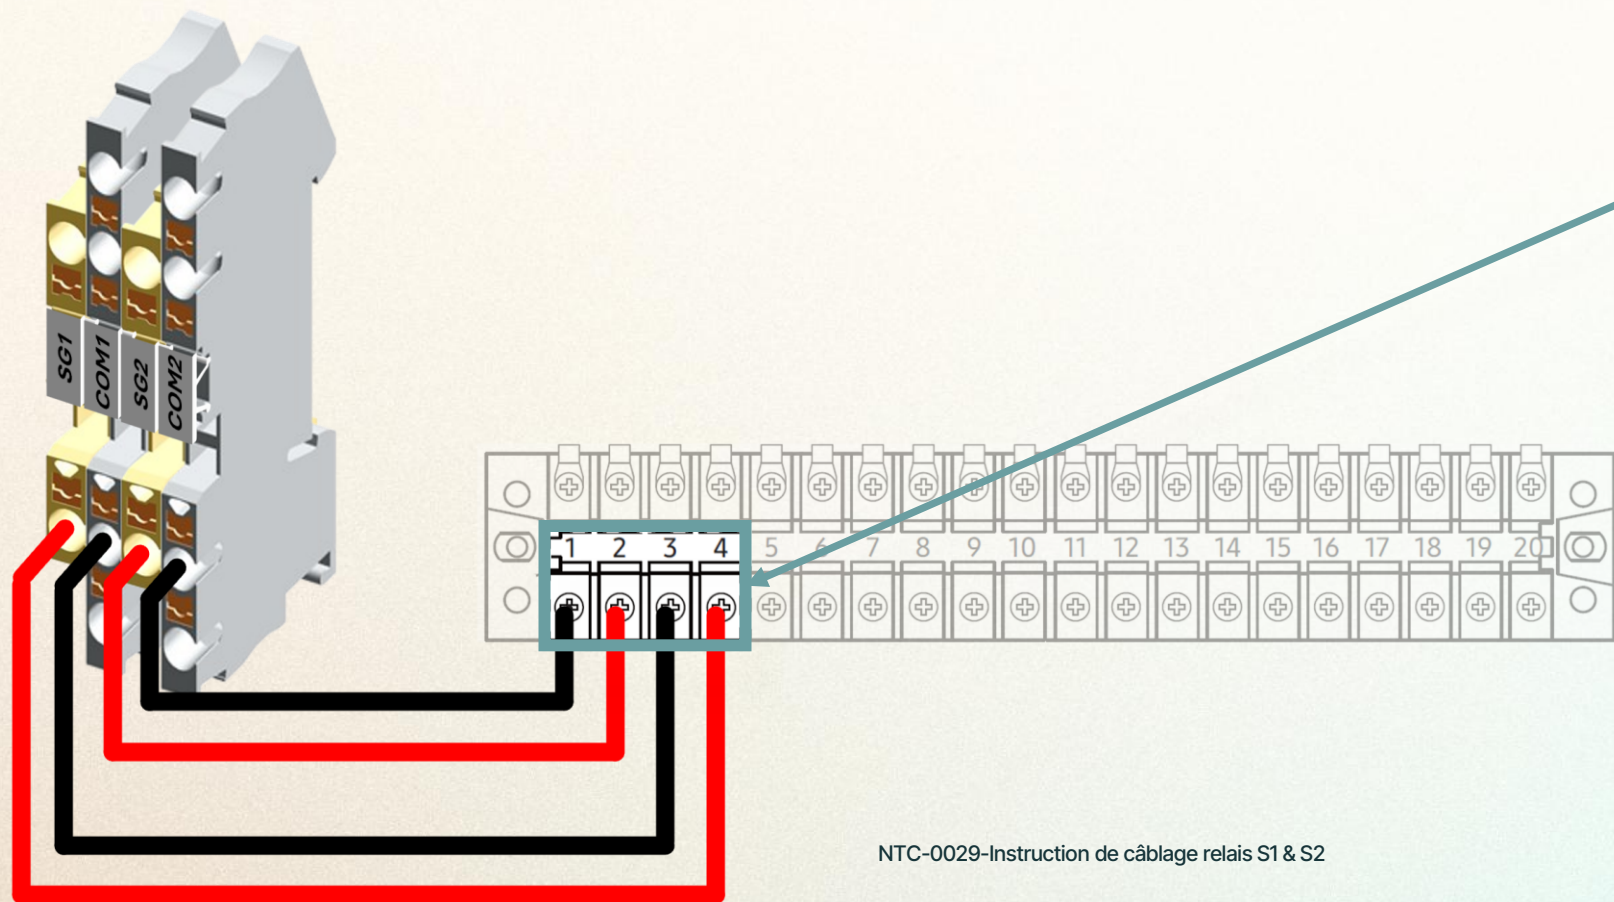 SG1
COM1
SG2
COM2
1 2 3 4 5 6 7 8 9 10 11 12 13 14 15 16 17 18 19 20
NTC-0029-Instruction de câblage relais S1 & S2